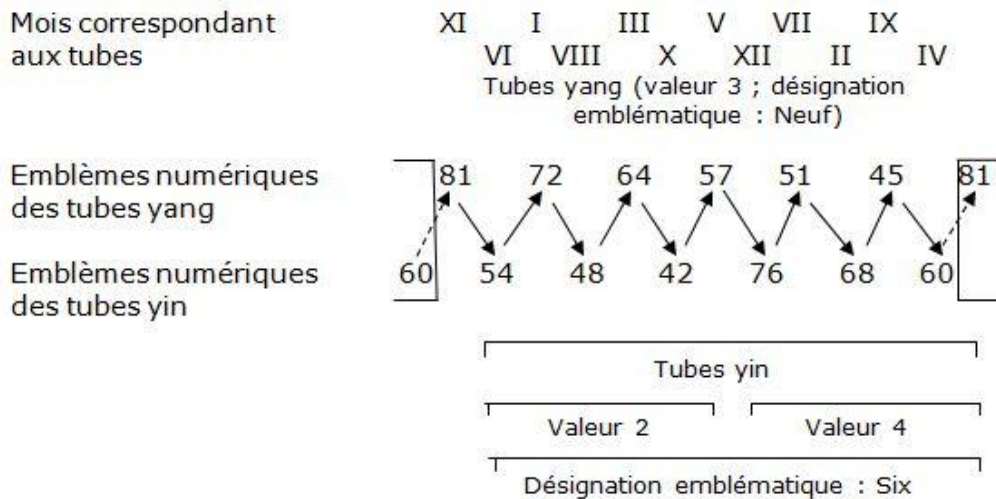 Mois correspondant
aux tubes
XI I III V VII IX
VI VIII X XII II IV
Tubes yang (valeur 3 ; désignation
emblématique : Neuf)
Emblèmes numériques
des tubes yang
81 72 64 57 51 45 81
Emblèmes numériques
des tubes yin
60 54 48 42 76 68 60
Tubes yin
Valeur 2 Valeur 4
Désignation emblématique : Six